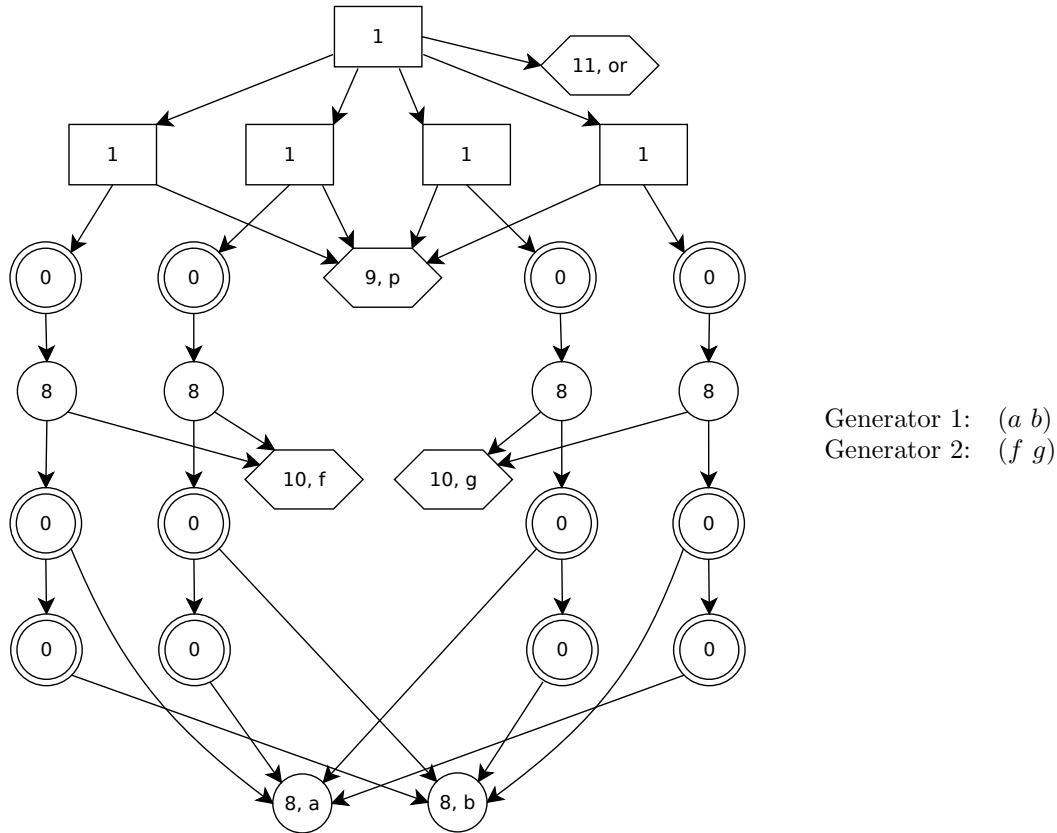 1
11, or
1 1 1 1
0 0 9, p 0 0
8 8 8 8
Generator 1: (a b)
Generator 2: (f g)
10, f 10, g
0 0 0 0
0 0 0 0
8, a 8, b